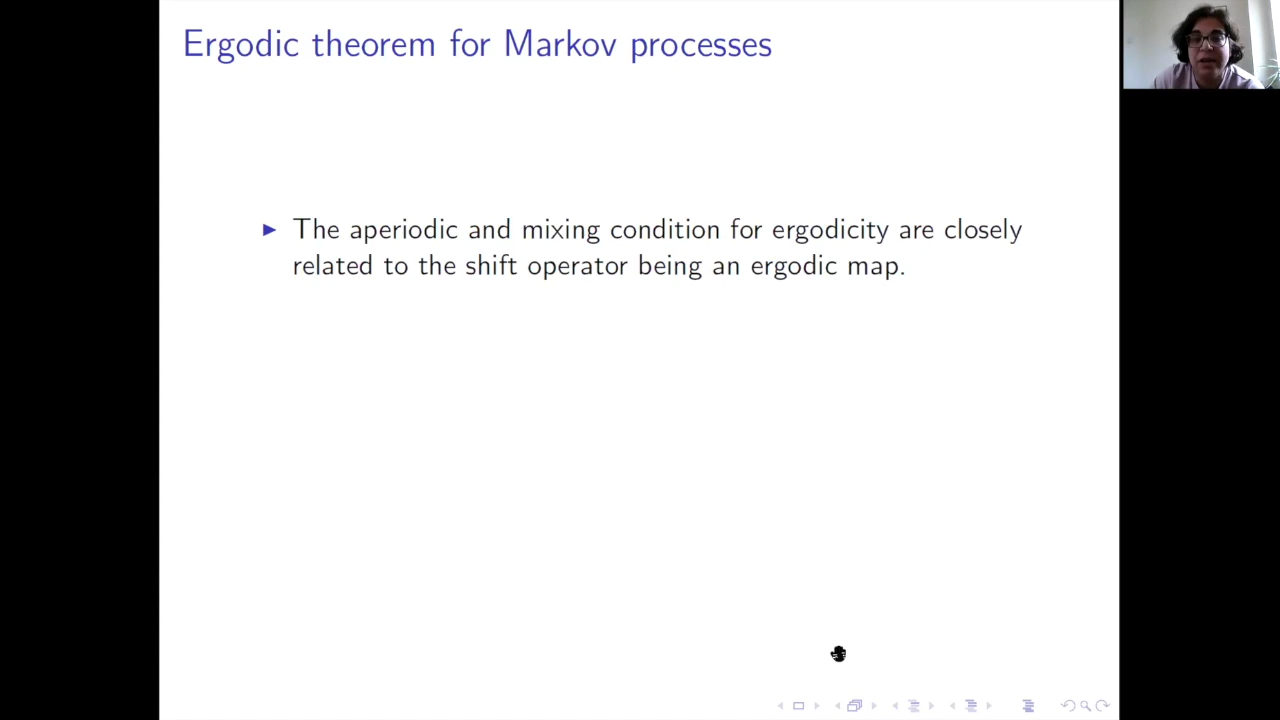 Ergodic theorem for Markov processes
The aperiodic and mixing condition for ergodicity are closely
related to the shift operator being an ergodic map.